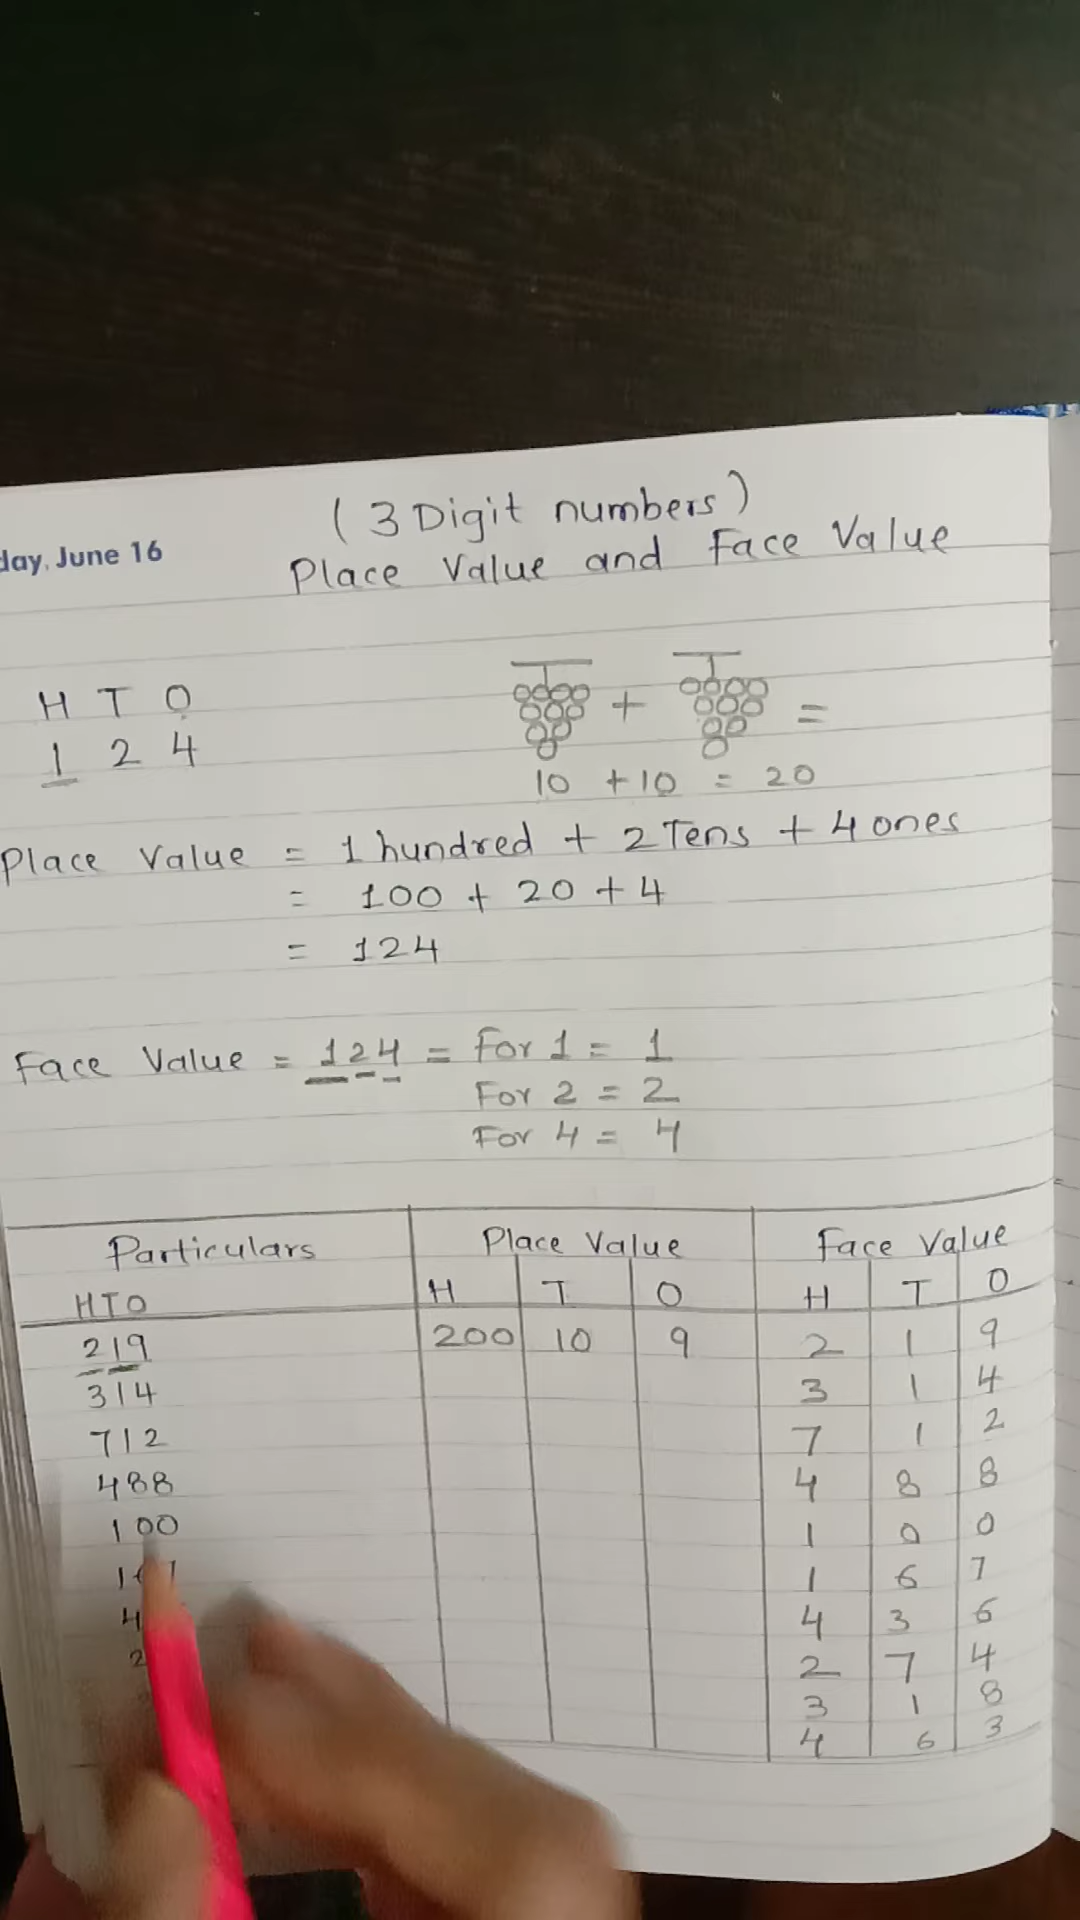 (3 Digit numbers)
day, June 16
Place Value and Face Value
H T O
1 2 4
+ =
10 + 10 = 20
Place Value = 1 hundred + 2 Tens + 4 ones
= 100 + 20 + 4
= 124
Face Value = 124 = For 1 = 1
For 2 = 2
For 4 = 4
Particulars Place Value Face Value
HTO H T O H T O
219 200 10 9 2 1 9
314 3 1 4
712 7 1 2
488 4 8 8
100 1 0 0
1 6 7
4 3 6
2 7 4
3 1 8
4 6 3